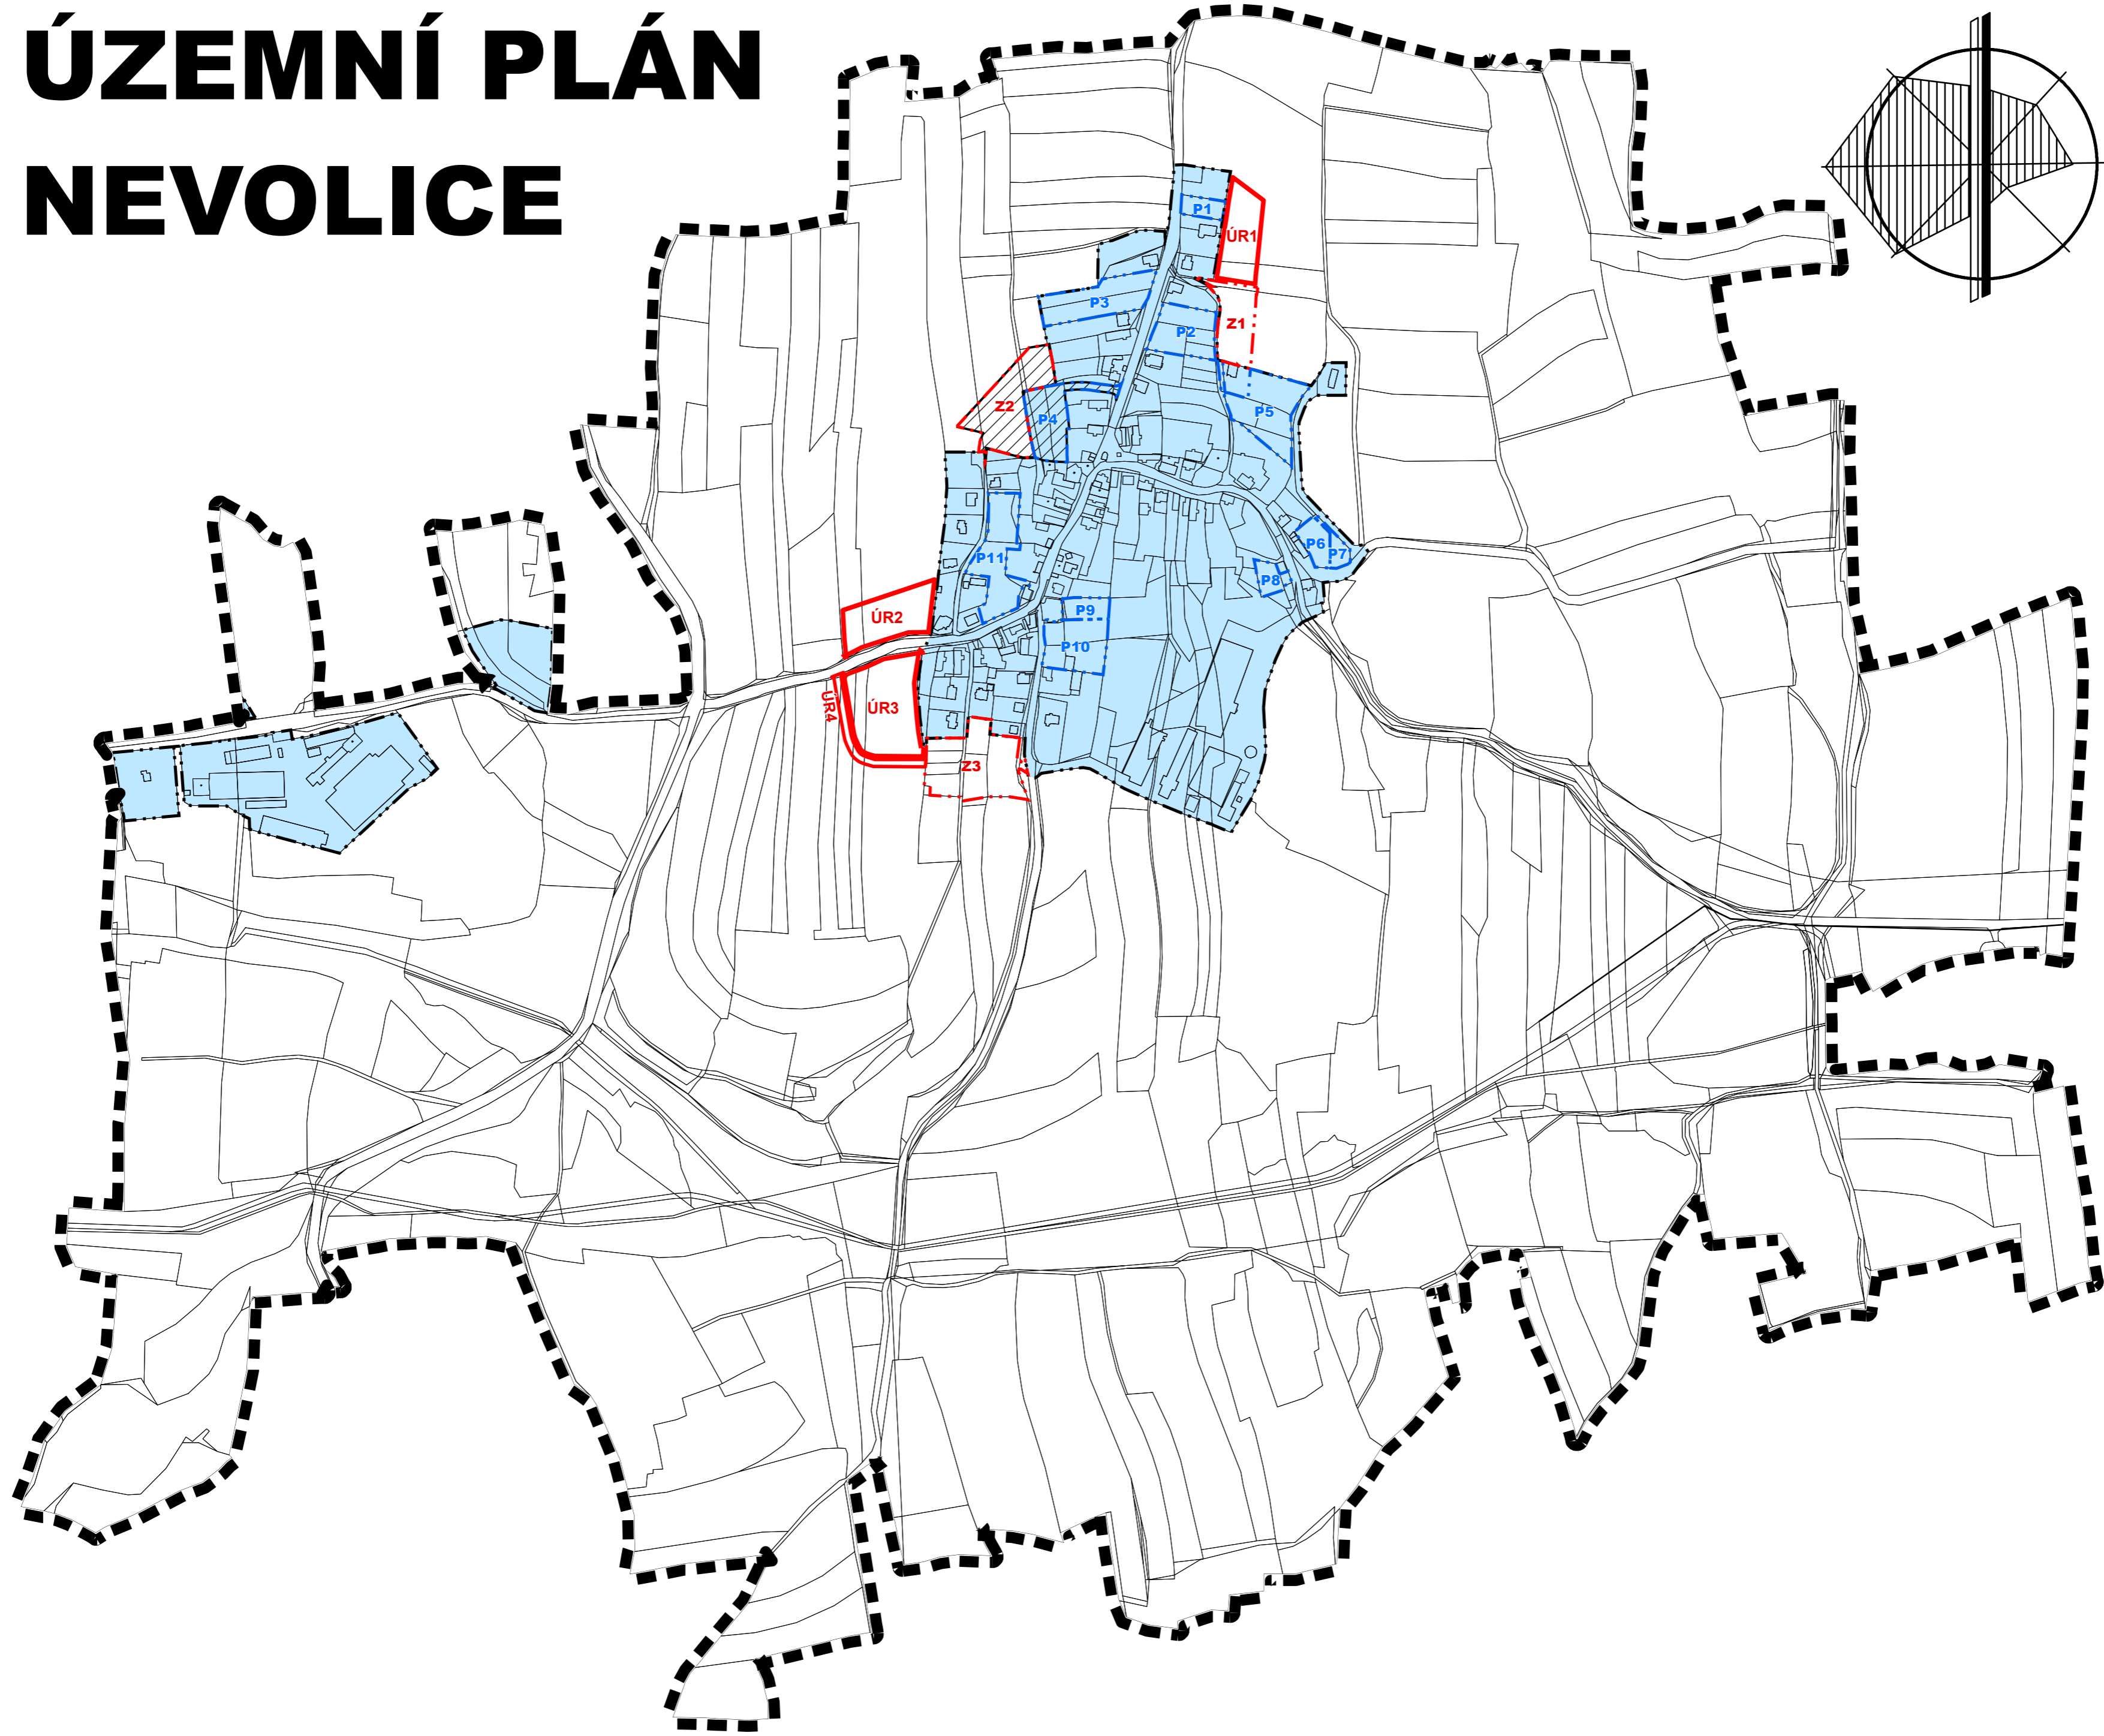 ÚZEMNÍ PLÁN
NEVOLICE
P1
ÚR1
P3
Z1
P2
Z2
P5
P4
P6
P7
P11
P8
P9
ÚR2
P10
ÚR4
ÚR3
Z3